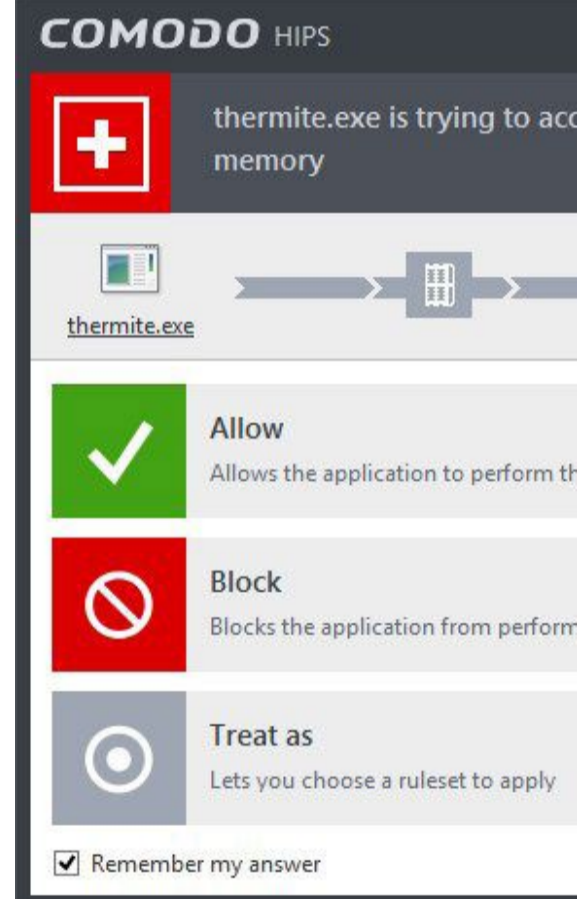 COMODO HIPS
thermite.exe is trying to acc
memory
thermite.exe
Allow
Allows the application to perform th
Block
Blocks the application from perform
Treat as
Lets you choose a ruleset to apply
Remember my answer